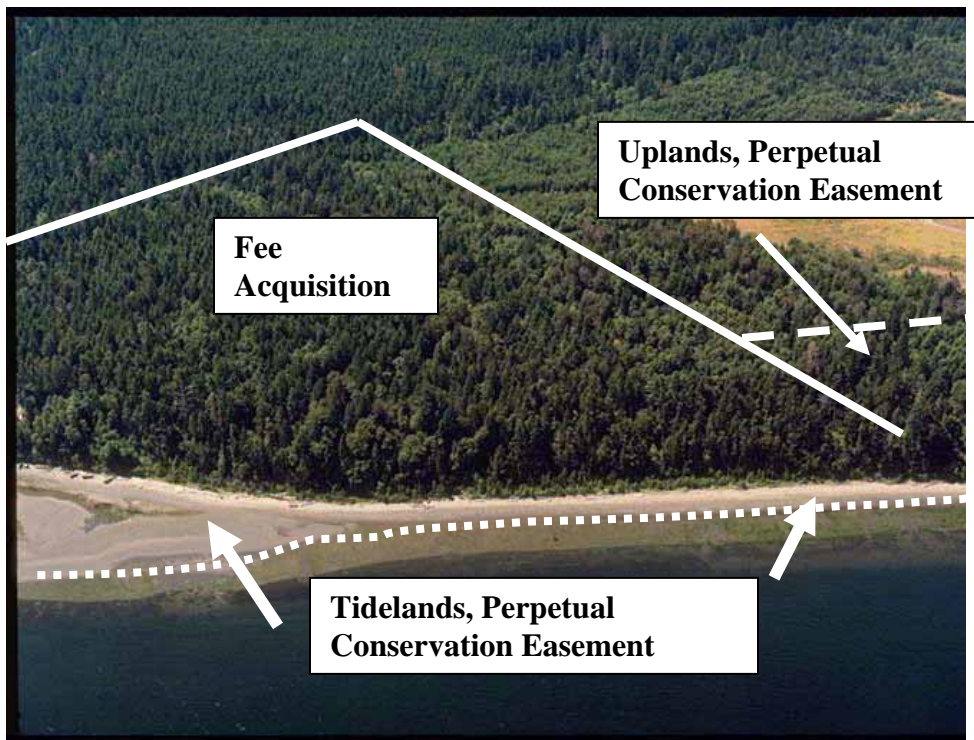 Uplands, Perpetual
Conservation Easement
Fee
Acquisition
Tidelands, Perpetual
Conservation Easement